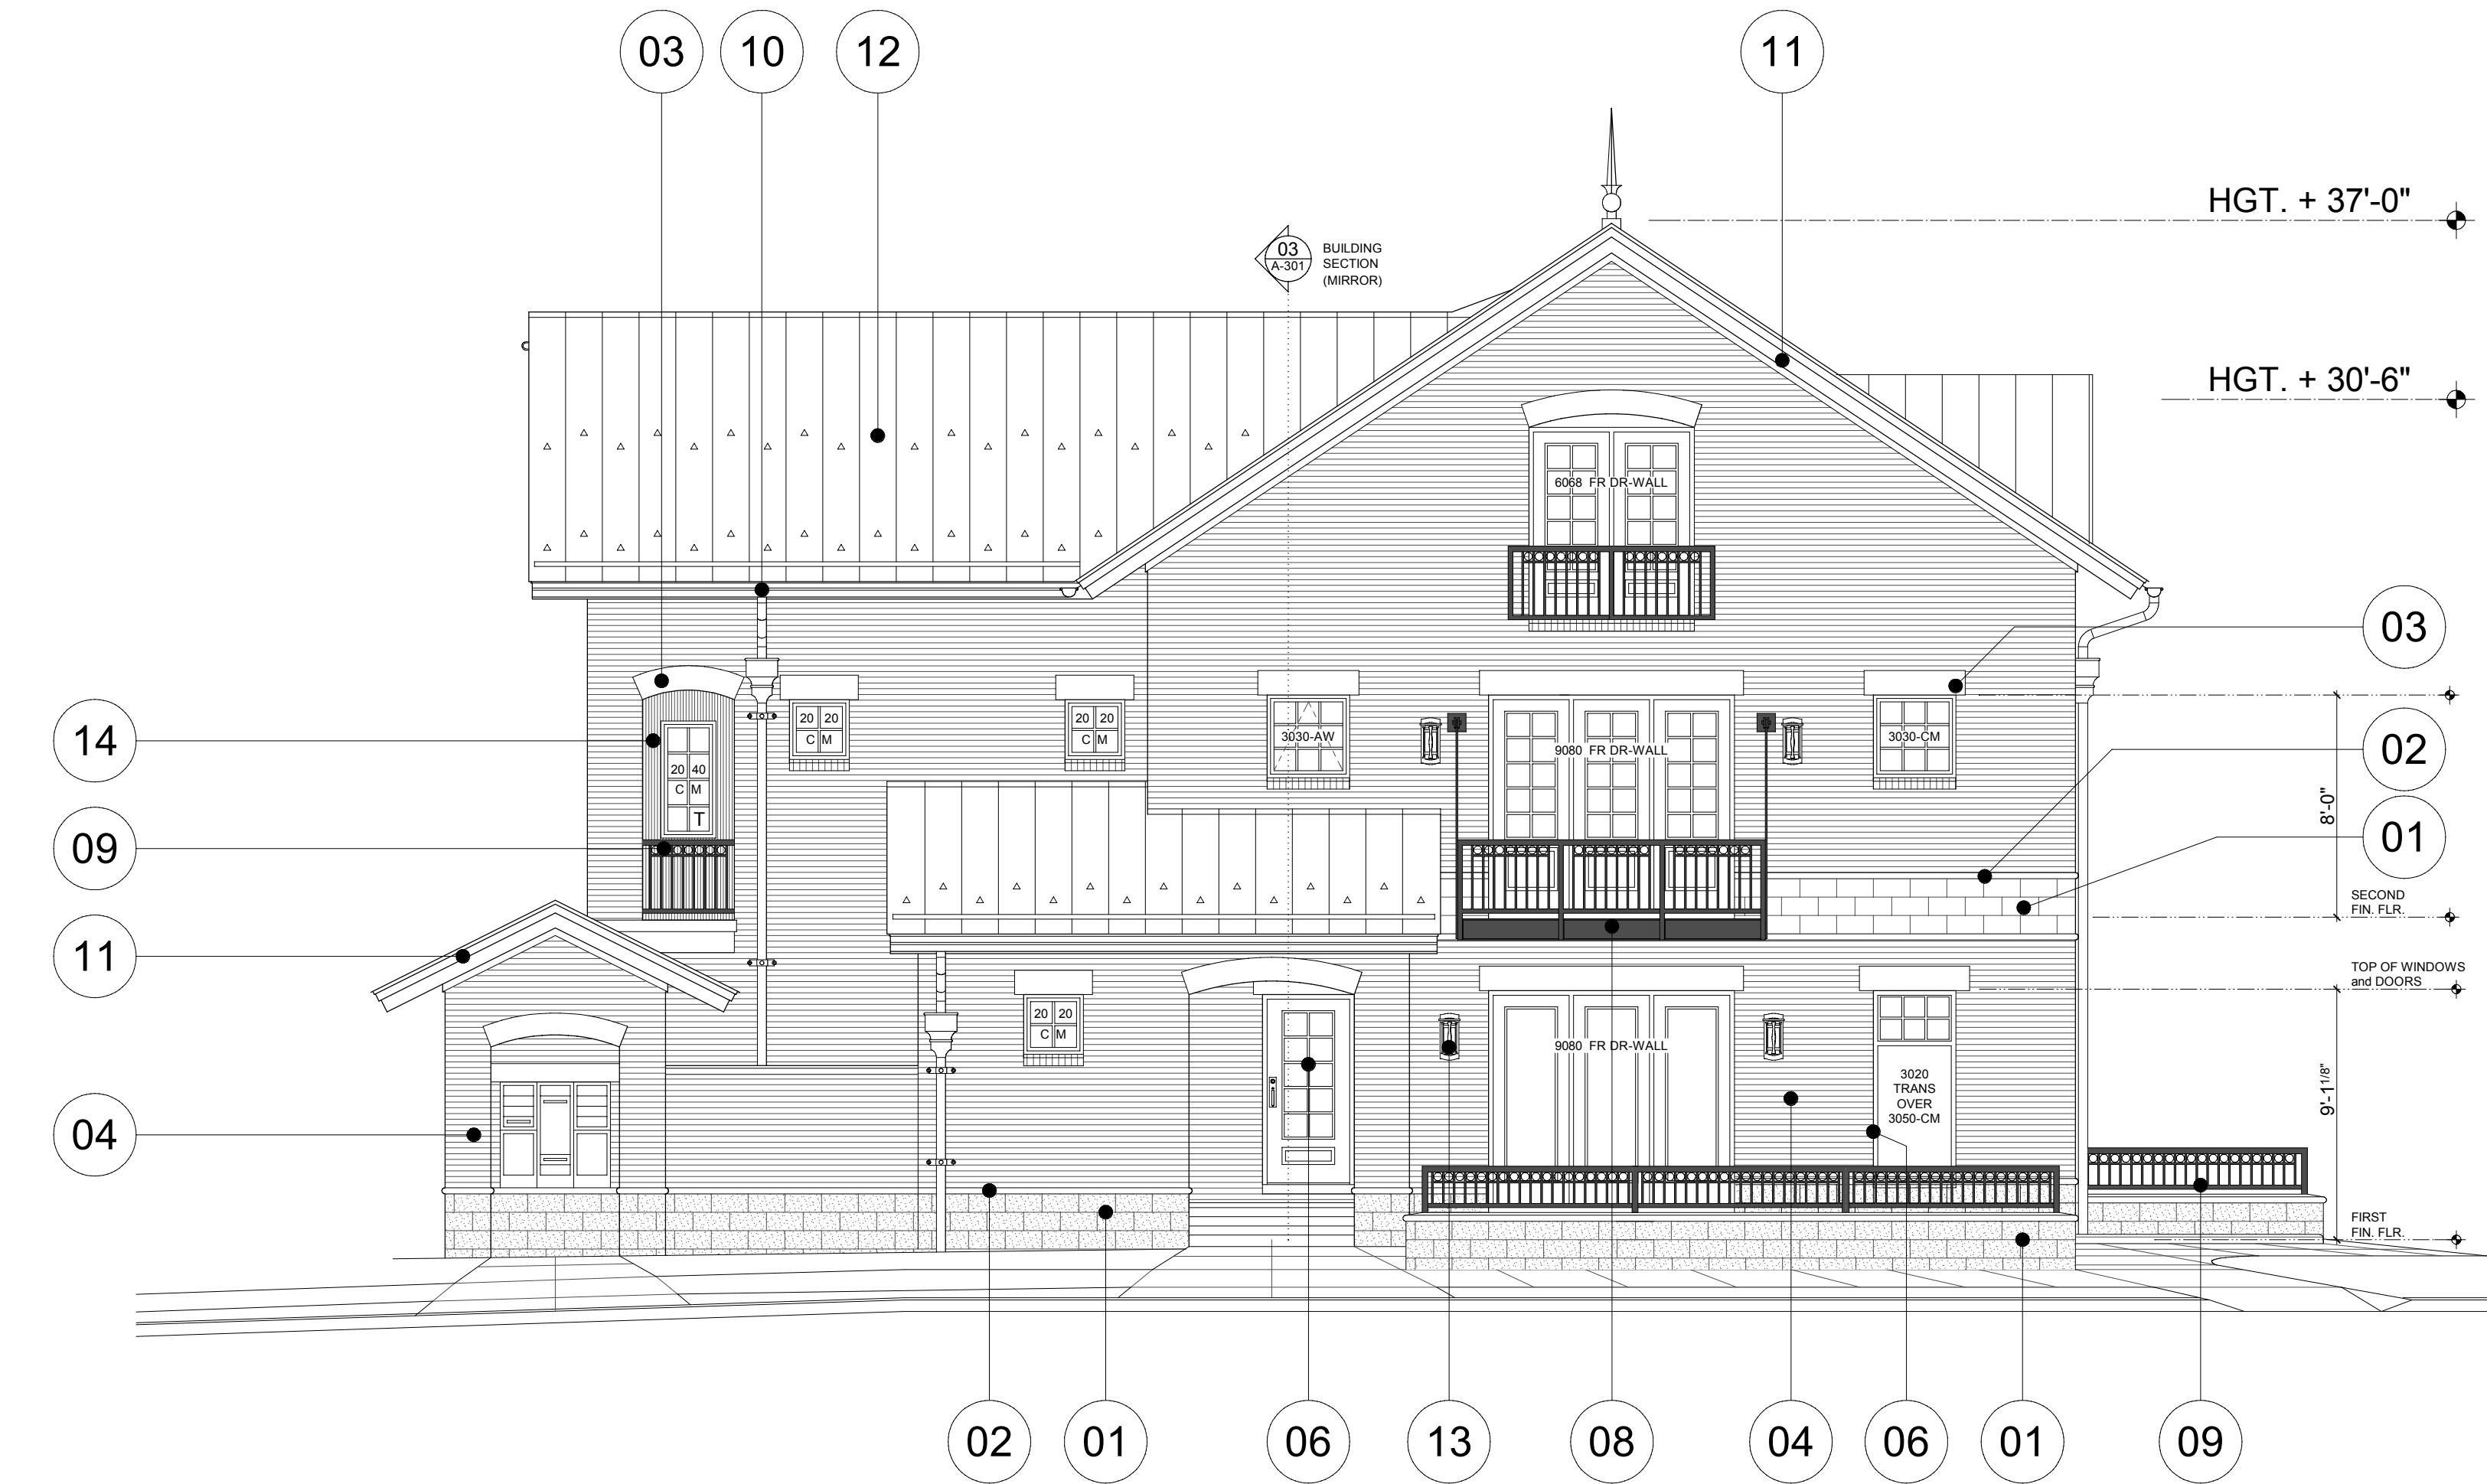 03
10
12
11
HGT. + 37'-0"
03
A-301
BUILDING
SECTION
(MIRROR)
HGT. + 30'-6"
6068 FR DR-WALL
03
14
20 20
C M
20 20
C M
3030-AW
9080 FR DR-WALL
3030-CM
02
20 40
C M
T
8'-0"
01
09
SECOND
FIN. FLR.
11
TOP OF WINDOWS
and DOORS
20 20
C M
9080 FR DR-WALL
3020
TRANS
OVER
3050-CM
9'-1 1/8"
04
FIRST
FIN. FLR.
02
01
06
13
08
04
06
01
09